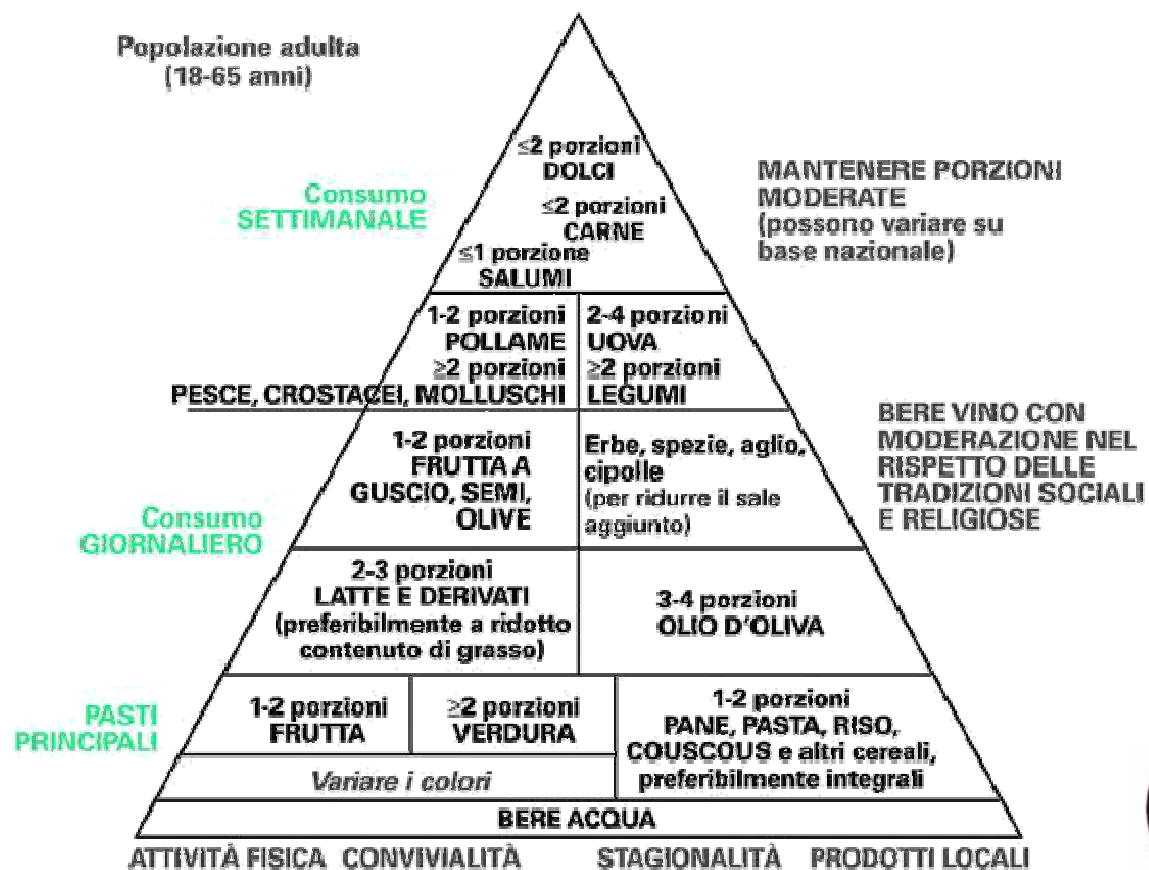 Popolazione adulta
(18-65 anni)
≤2 porzioni
DOLCI
≤2 porzioni
CARNE
≤1 porzione
SALUMI
Consumo
SETTIMANALE
MANTENERE PORZIONI
MODERATE
(possono variare su
base nazionale)
1-2 porzioni
POLLAME
≥2 porzioni
PESCE, CROSTACEI, MOLLUSCHI
2-4 porzioni
UOVA
≥2 porzioni
LEGUMI
BERE VINO CON
MODERAZIONE NEL
RISPETTO DELLE
TRADIZIONI SOCIALI
E RELIGIOSE
1-2 porzioni
FRUTTA A
GUSCIO, SEMI,
OLIVE
Erbe, spezie, aglio,
cipolle
(per ridurre il sale
aggiunto)
Consumo
GIORNALIERO
2-3 porzioni
LATTE E DERIVATI
(preferibilmente a ridotto
contenuto di grasso)
3-4 porzioni
OLIO D'OLIVA
PASTI
PRINCIPALI
1-2 porzioni
FRUTTA
≥2 porzioni
VERDURA
1-2 porzioni
PANE, PASTA, RISO,
COUSCOUS e altri cereali,
preferibilmente integrali
Variare i colori
BERE ACQUA
ATTIVITÀ FISICA CONVIVIALITÀ STAGIONALITÀ PRODOTTI LOCALI